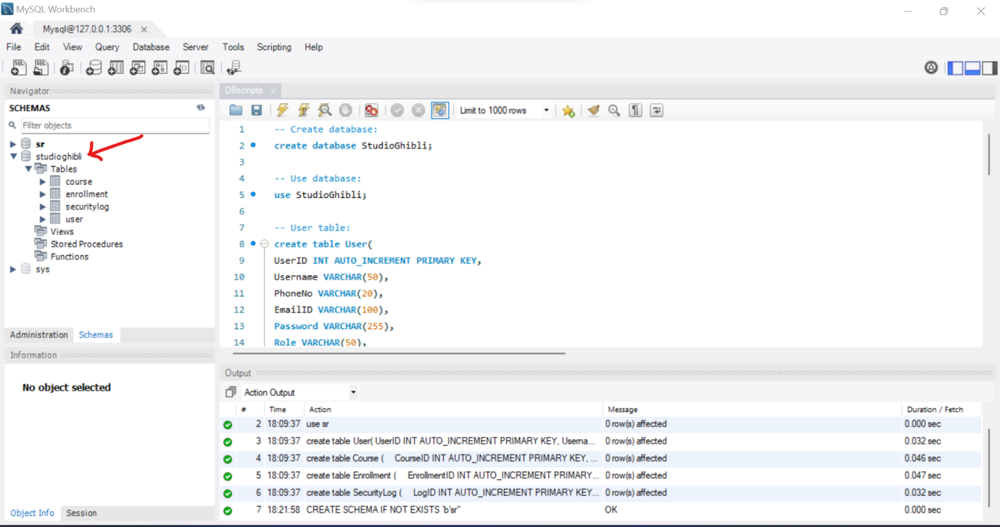 MySQL Workbench
Mysql@127.0.0.1:3306
File Edit View Query Database Server Tools Scripting Help
Navigator
SCHEMAS
Filter objects
sr
studioghibli
Tables
course
enrollment
securitylog
user
Views
Stored Procedures
Functions
sys
Administration Schemas
Information
No object selected
Object Info Session
DBscripts
Limit to 1000 rows
1 -- Create database:
2 create database StudioGhibli;
3
4 -- Use database:
5 use StudioGhibli;
6
7 -- User table:
8 create table User(
9 UserID INT AUTO_INCREMENT PRIMARY KEY,
10 Username VARCHAR(50),
11 PhoneNo VARCHAR(20),
12 EmailID VARCHAR(100),
13 Password VARCHAR(255),
14 Role VARCHAR(50),
Output
Action Output
# Time Action Message Duration / Fetch
2 18:09:37 use sr 0 row(s) affected 0.000 sec
3 18:09:37 create table User( UserID INT AUTO_INCREMENT PRIMARY KEY, Userna... 0 row(s) affected 0.032 sec
4 18:09:37 create table Course ( CourseID INT AUTO_INCREMENT PRIMARY KEY, ... 0 row(s) affected 0.046 sec
5 18:09:37 create table Enrollment ( EnrollmentID INT AUTO_INCREMENT PRIMARY... 0 row(s) affected 0.047 sec
6 18:09:37 create table SecurityLog ( LogID INT AUTO_INCREMENT PRIMARY KEY... 0 row(s) affected 0.032 sec
7 18:21:58 CREATE SCHEMA IF NOT EXISTS 'b'sr'' OK 0.000 sec